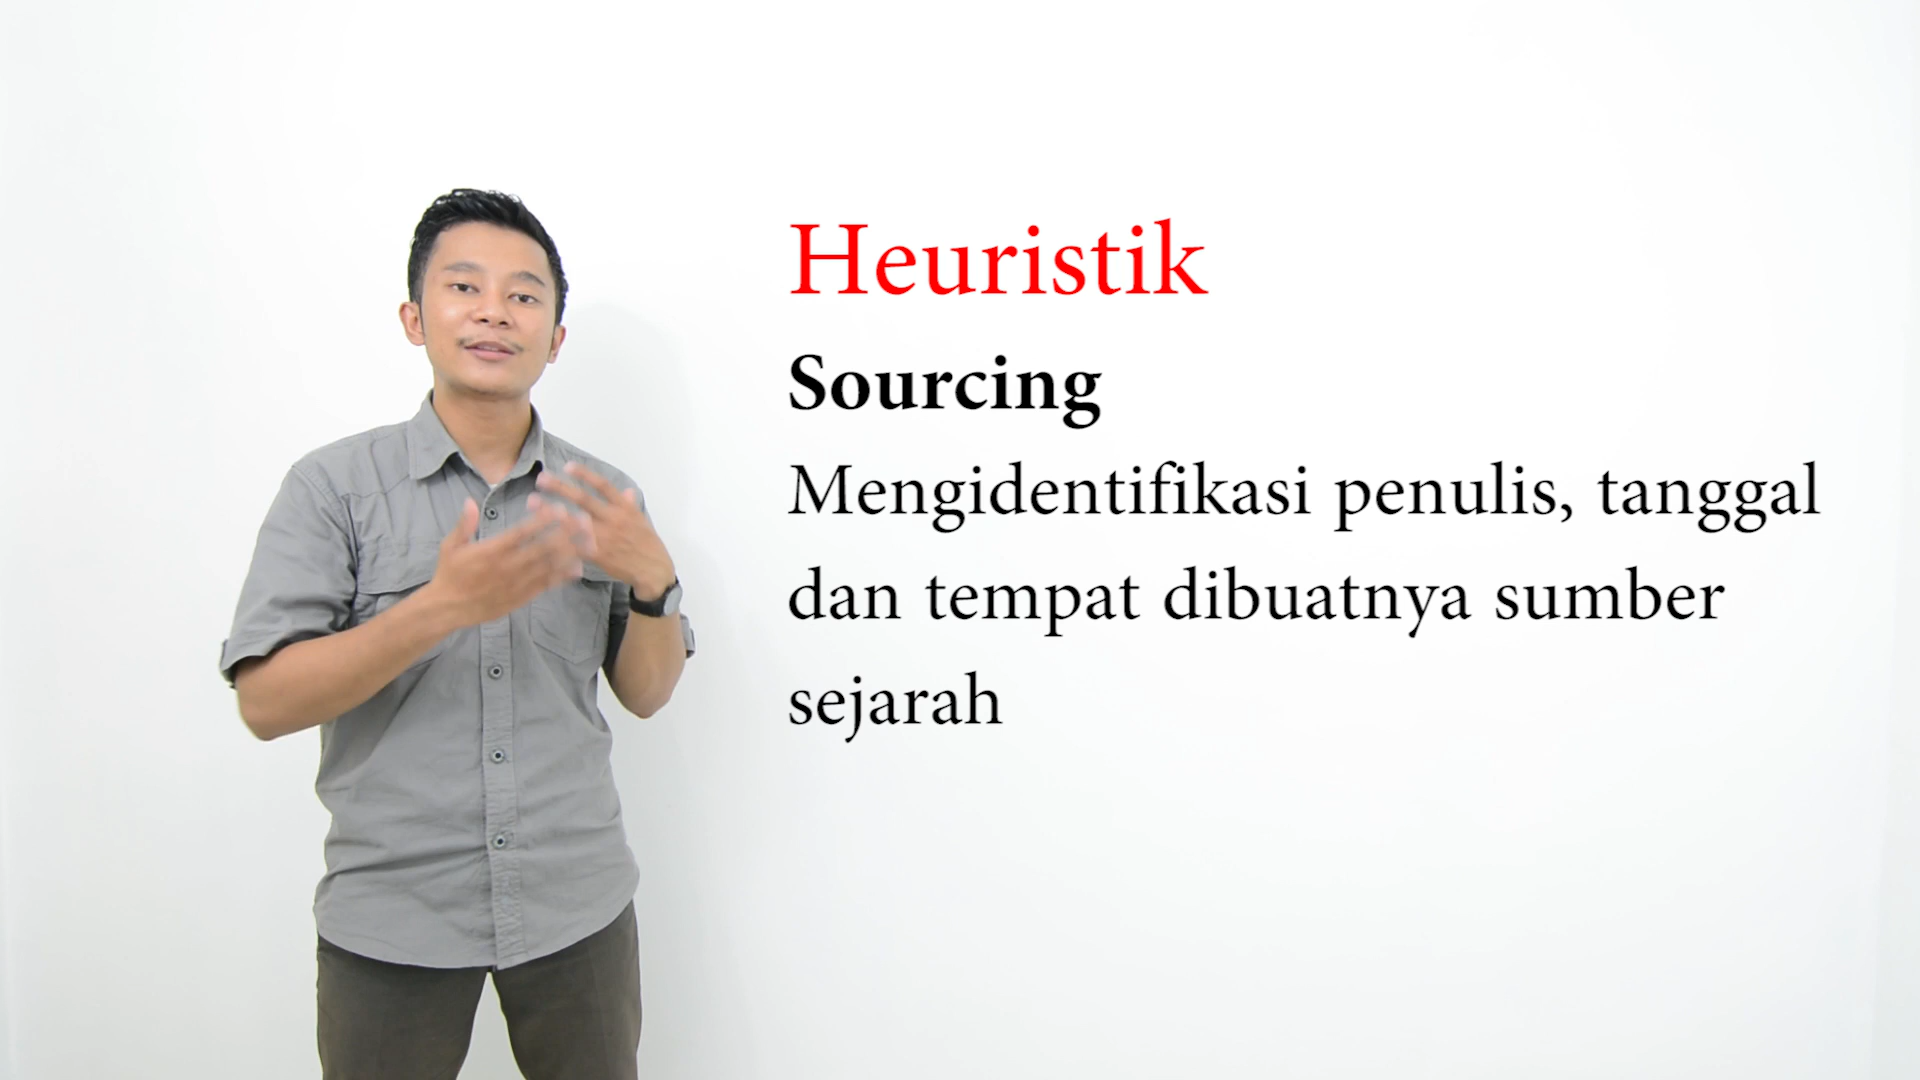 Heuristik
Sourcing
Mengidentifikasi penulis, tanggal
dan tempat dibuatnya sumber
sejarah